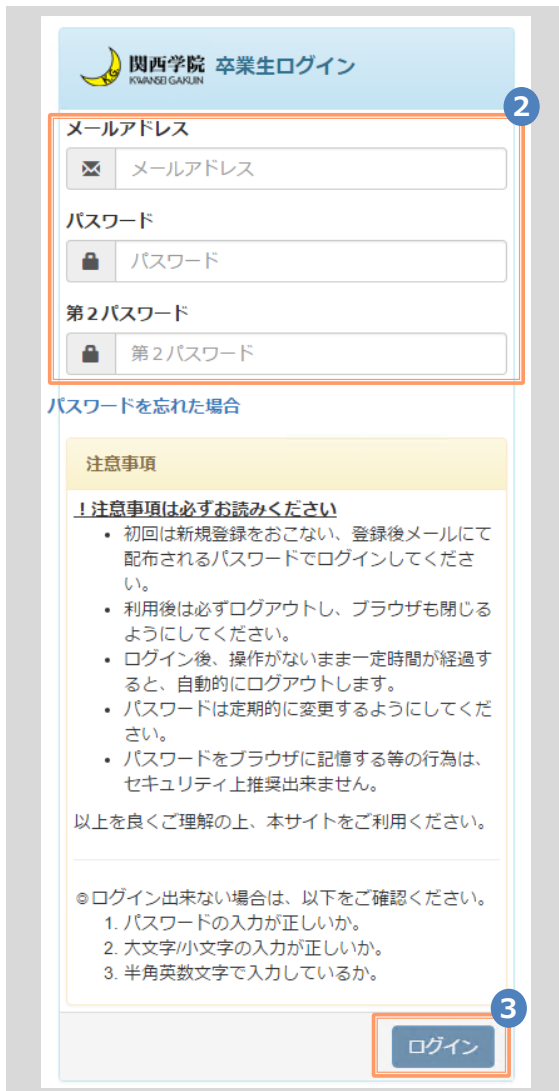 関西学院 卒業生ログイン
KWANSEI GAKUIN
2
メールアドレス
メールアドレス
パスワード
パスワード
第2パスワード
第2パスワード
パスワードを忘れた場合
注意事項
!注意事項は必ずお読みください
• 初回は新規登録をおこない、登録後メールにて
配布されるパスワードでログインしてくださ
い。
• 利用後は必ずログアウトし、ブラウザも閉じる
ようにしてください。
• ログイン後、操作がないまま一定時間が経過す
ると、自動的にログアウトします。
• パスワードは定期的に変更するようにしてくだ
さい。
• パスワードをブラウザに記憶する等の行為は、
セキュリティ上推奨出来ません。
以上を良くご理解の上、本サイトをご利用ください。
◎ログイン出来ない場合は、以下をご確認ください。
1. パスワードの入力が正しいか。
2. 大文字/小文字の入力が正しいか。
3. 半角英数文字で入力しているか。
3
ログイン